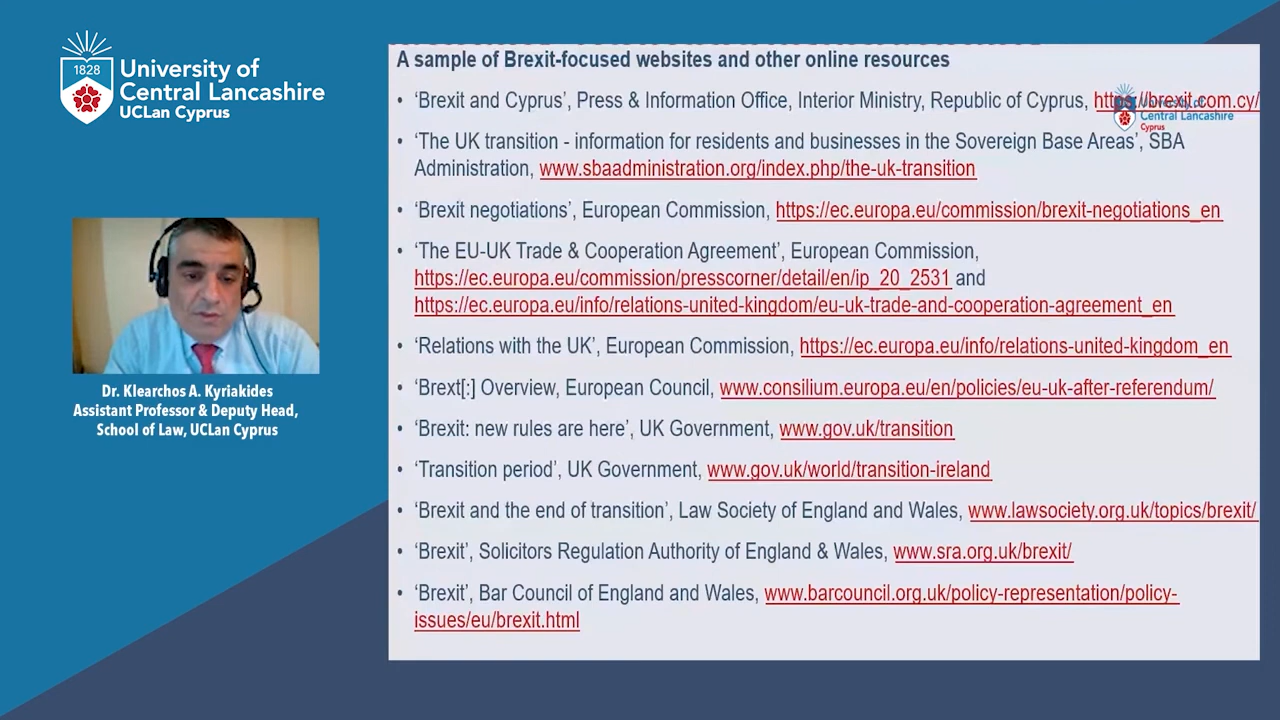 1828
University of
Central Lancashire
UCLan Cyprus
Dr. Klearchos A. Kyriakides
Assistant Professor & Deputy Head,
School of Law, UCLan Cyprus
A sample of Brexit-focused websites and other online resources
• ‘Brexit and Cyprus’, Press & Information Office, Interior Ministry, Republic of Cyprus, https://brexit.com.cy/
University of
Central Lancashire
Cyprus
• ‘The UK transition - information for residents and businesses in the Sovereign Base Areas’, SBA
Administration, www.sbaadministration.org/index.php/the-uk-transition
• ‘Brexit negotiations’, European Commission, https://ec.europa.eu/commission/brexit-negotiations_en
• ‘The EU-UK Trade & Cooperation Agreement’, European Commission,
https://ec.europa.eu/commission/presscorner/detail/en/ip_20_2531 and
https://ec.europa.eu/info/relations-united-kingdom/eu-uk-trade-and-cooperation-agreement_en
• ‘Relations with the UK’, European Commission, https://ec.europa.eu/info/relations-united-kingdom_en
• ‘Brext[:] Overview, European Council, www.consilium.europa.eu/en/policies/eu-uk-after-referendum/
• ‘Brexit: new rules are here’, UK Government, www.gov.uk/transition
• ‘Transition period’, UK Government, www.gov.uk/world/transition-ireland
• ‘Brexit and the end of transition’, Law Society of England and Wales, www.lawsociety.org.uk/topics/brexit/
• ‘Brexit’, Solicitors Regulation Authority of England & Wales, www.sra.org.uk/brexit/
• ‘Brexit’, Bar Council of England and Wales, www.barcouncil.org.uk/policy-representation/policy-
issues/eu/brexit.html